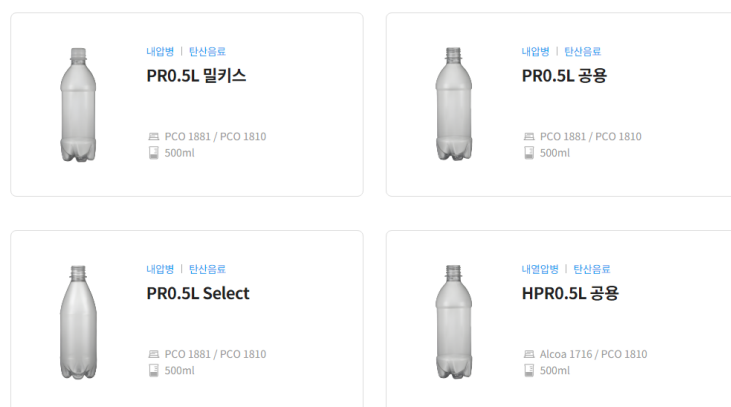 내압병 | 탄산음료
PR0.5L 밀키스
PCO 1881 / PCO 1810
500ml
내압병 | 탄산음료
PR0.5L 공용
PCO 1881 / PCO 1810
500ml
내압병 | 탄산음료
PR0.5L Select
PCO 1881 / PCO 1810
500ml
내열압병 | 탄산음료
HPR0.5L 공용
Alcoa 1716 / PCO 1810
500ml